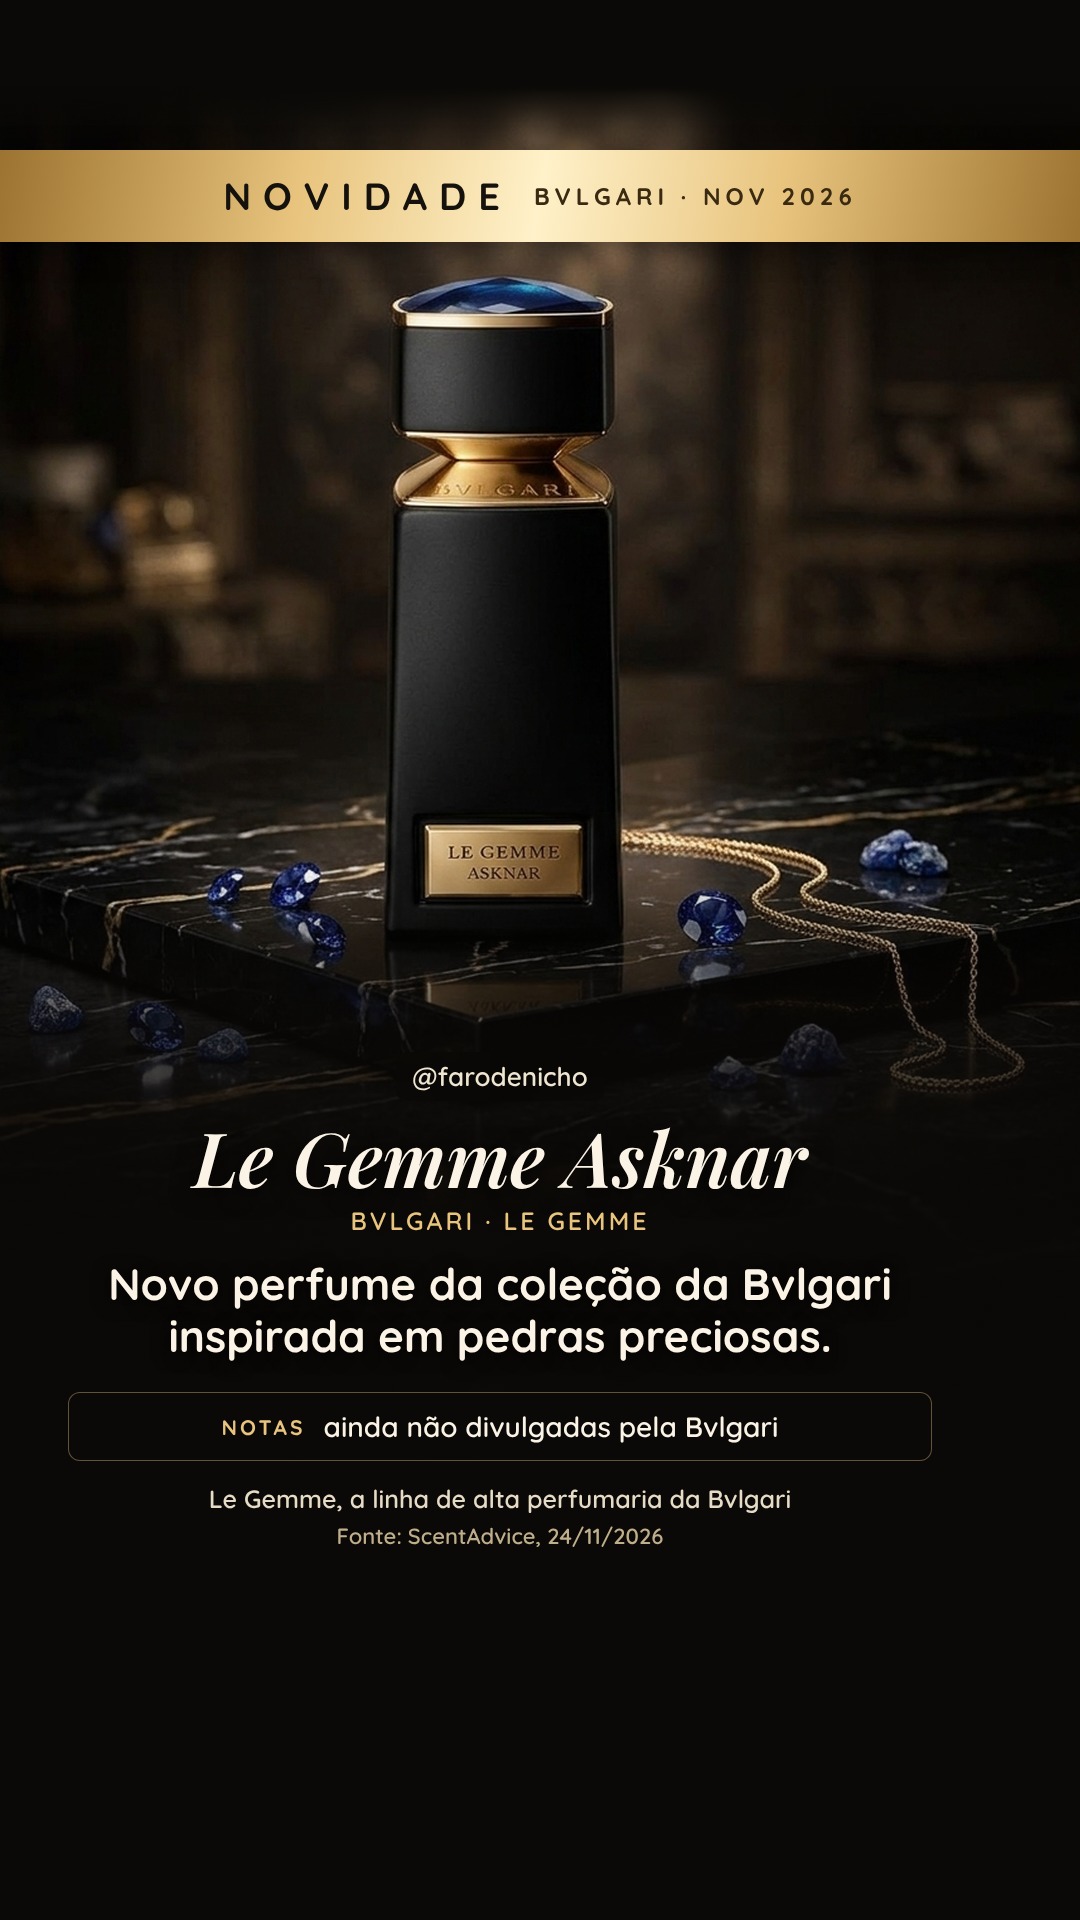 NOVIDADE BVLGARI · NOV 2026
BVLGARI
LE GEMME
ASKNAR
@farodenicho
Le Gemme Asknar
BVLGARI · LE GEMME
Novo perfume da coleção da Bvlgari
inspirada em pedras preciosas.
NOTAS ainda não divulgadas pela Bvlgari
Le Gemme, a linha de alta perfumaria da Bvlgari
Fonte: ScentAdvice, 24/11/2026